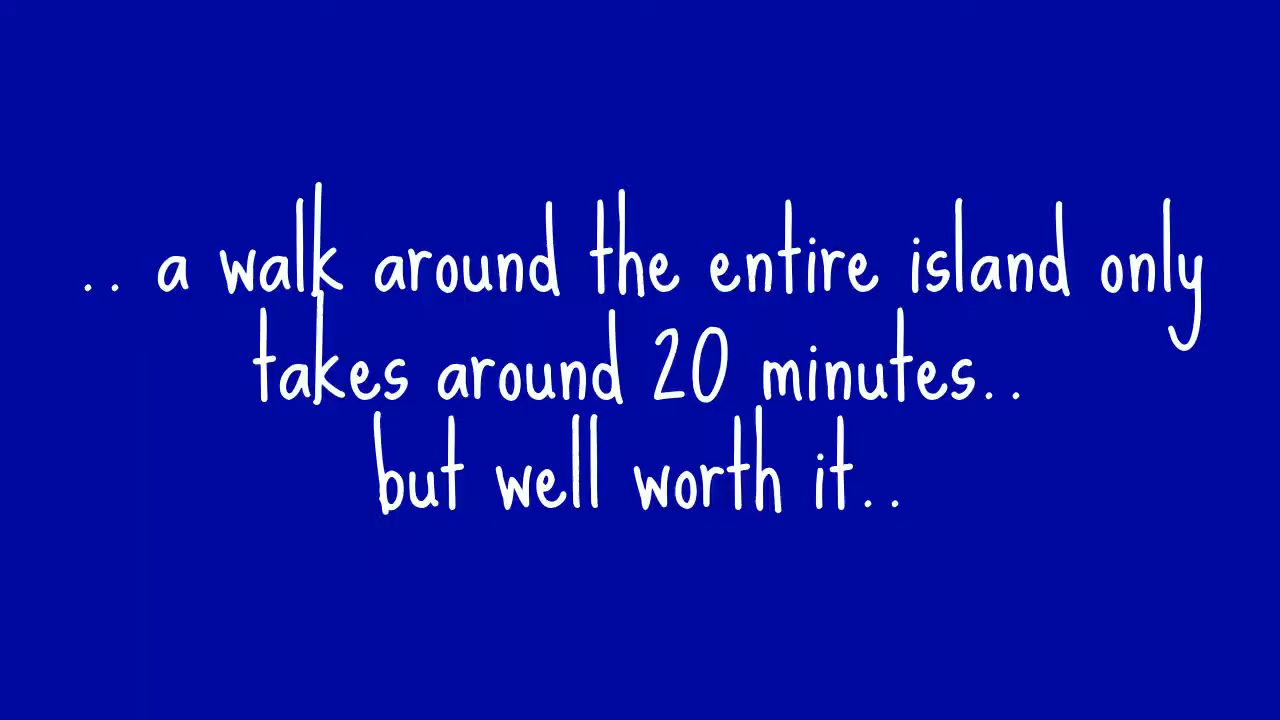 .. a walk around the entire island only
takes around 20 minutes..
but well worth it..